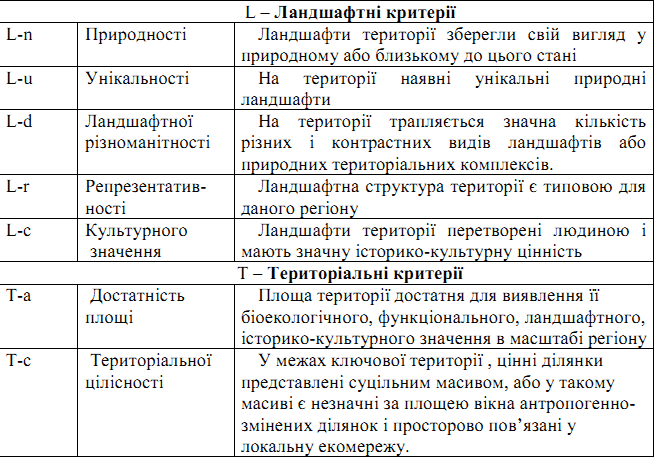 L – Ландшафтні критерії
L-n Природності Ландшафти території зберегли свій вигляд у
природному або близькому до цього стані
L-u Унікальності На території наявні унікальні природні
ландшафти
L-d Ландшафтної На території трапляється значна кількість
різноманітності різних і контрастних видів ландшафтів або
природних територіальних комплексів.
L-r Репрезентатив- Ландшафтна структура території є типовою для
ності даного регіону
L-c Культурного Ландшафти території перетворені людиною і
значення мають значну історико-культурну цінність
T – Територіальні критерії
T-a Достатність Площа території достатня для виявлення її
площі біоекологічного, функціонального, ландшафтного,
історико-культурного значення в масштабі регіону
T-c Територіальної У межах ключової території , цінні ділянки
цілісності представлені суцільним масивом, або у такому
масиві є незначні за площею вікна антропогенно-
змінених ділянок і просторово пов’язані у
локальну екомережу.